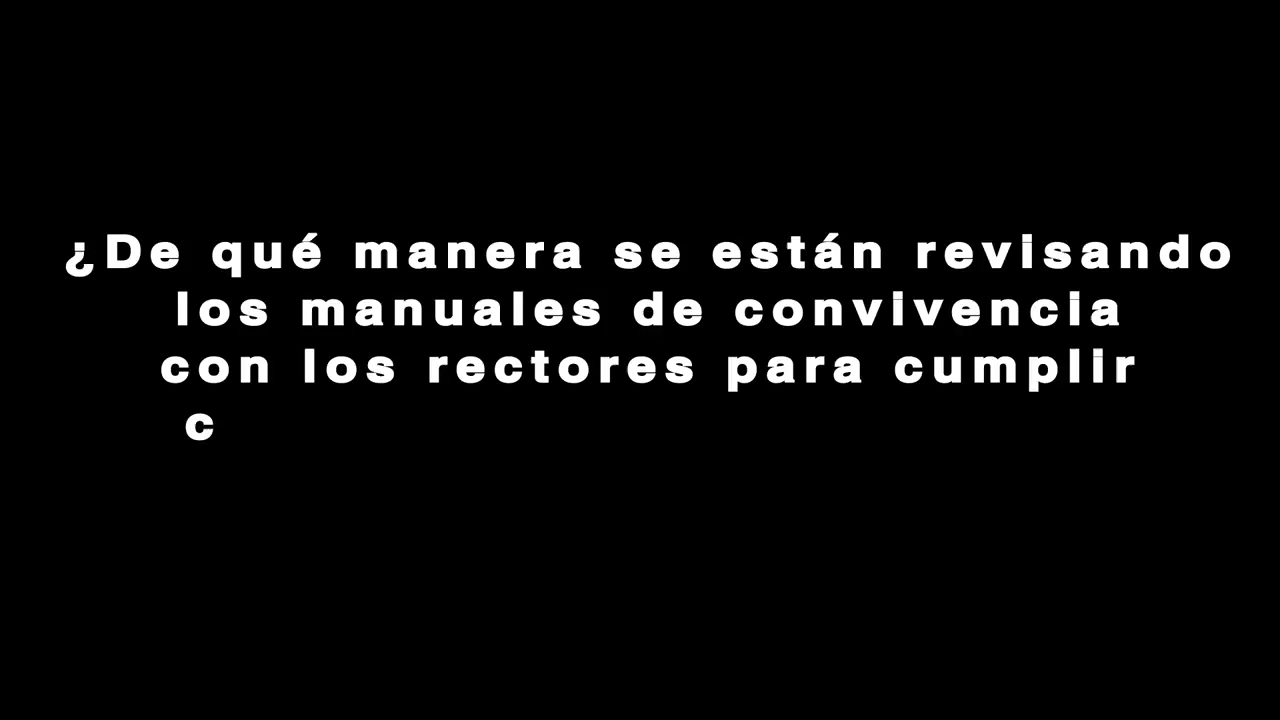 ¿De qué manera se están revisando
los manuales de convivencia
con los rectores para cumplir
c